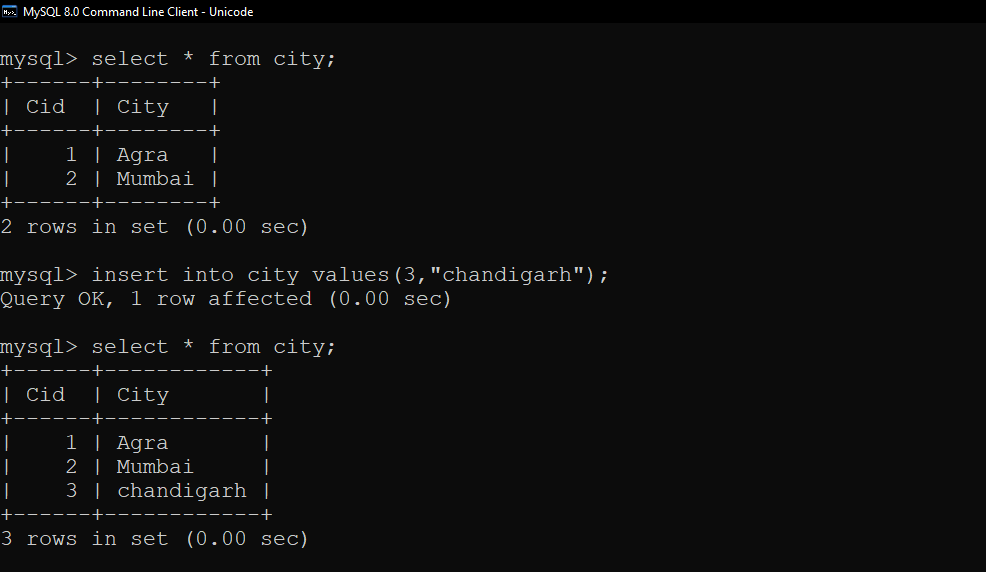 MySQL 8.0 Command Line Client - Unicode
mysql> select * from city;
+------+--------+
| Cid  | City   |
+------+--------+
|    1 | Agra   |
|    2 | Mumbai |
+------+--------+
2 rows in set (0.00 sec)
mysql> insert into city values(3,"chandigarh");
Query OK, 1 row affected (0.00 sec)
mysql> select * from city;
+------+------------+
| Cid  | City       |
+------+------------+
|    1 | Agra       |
|    2 | Mumbai     |
|    3 | chandigarh |
+------+------------+
3 rows in set (0.00 sec)